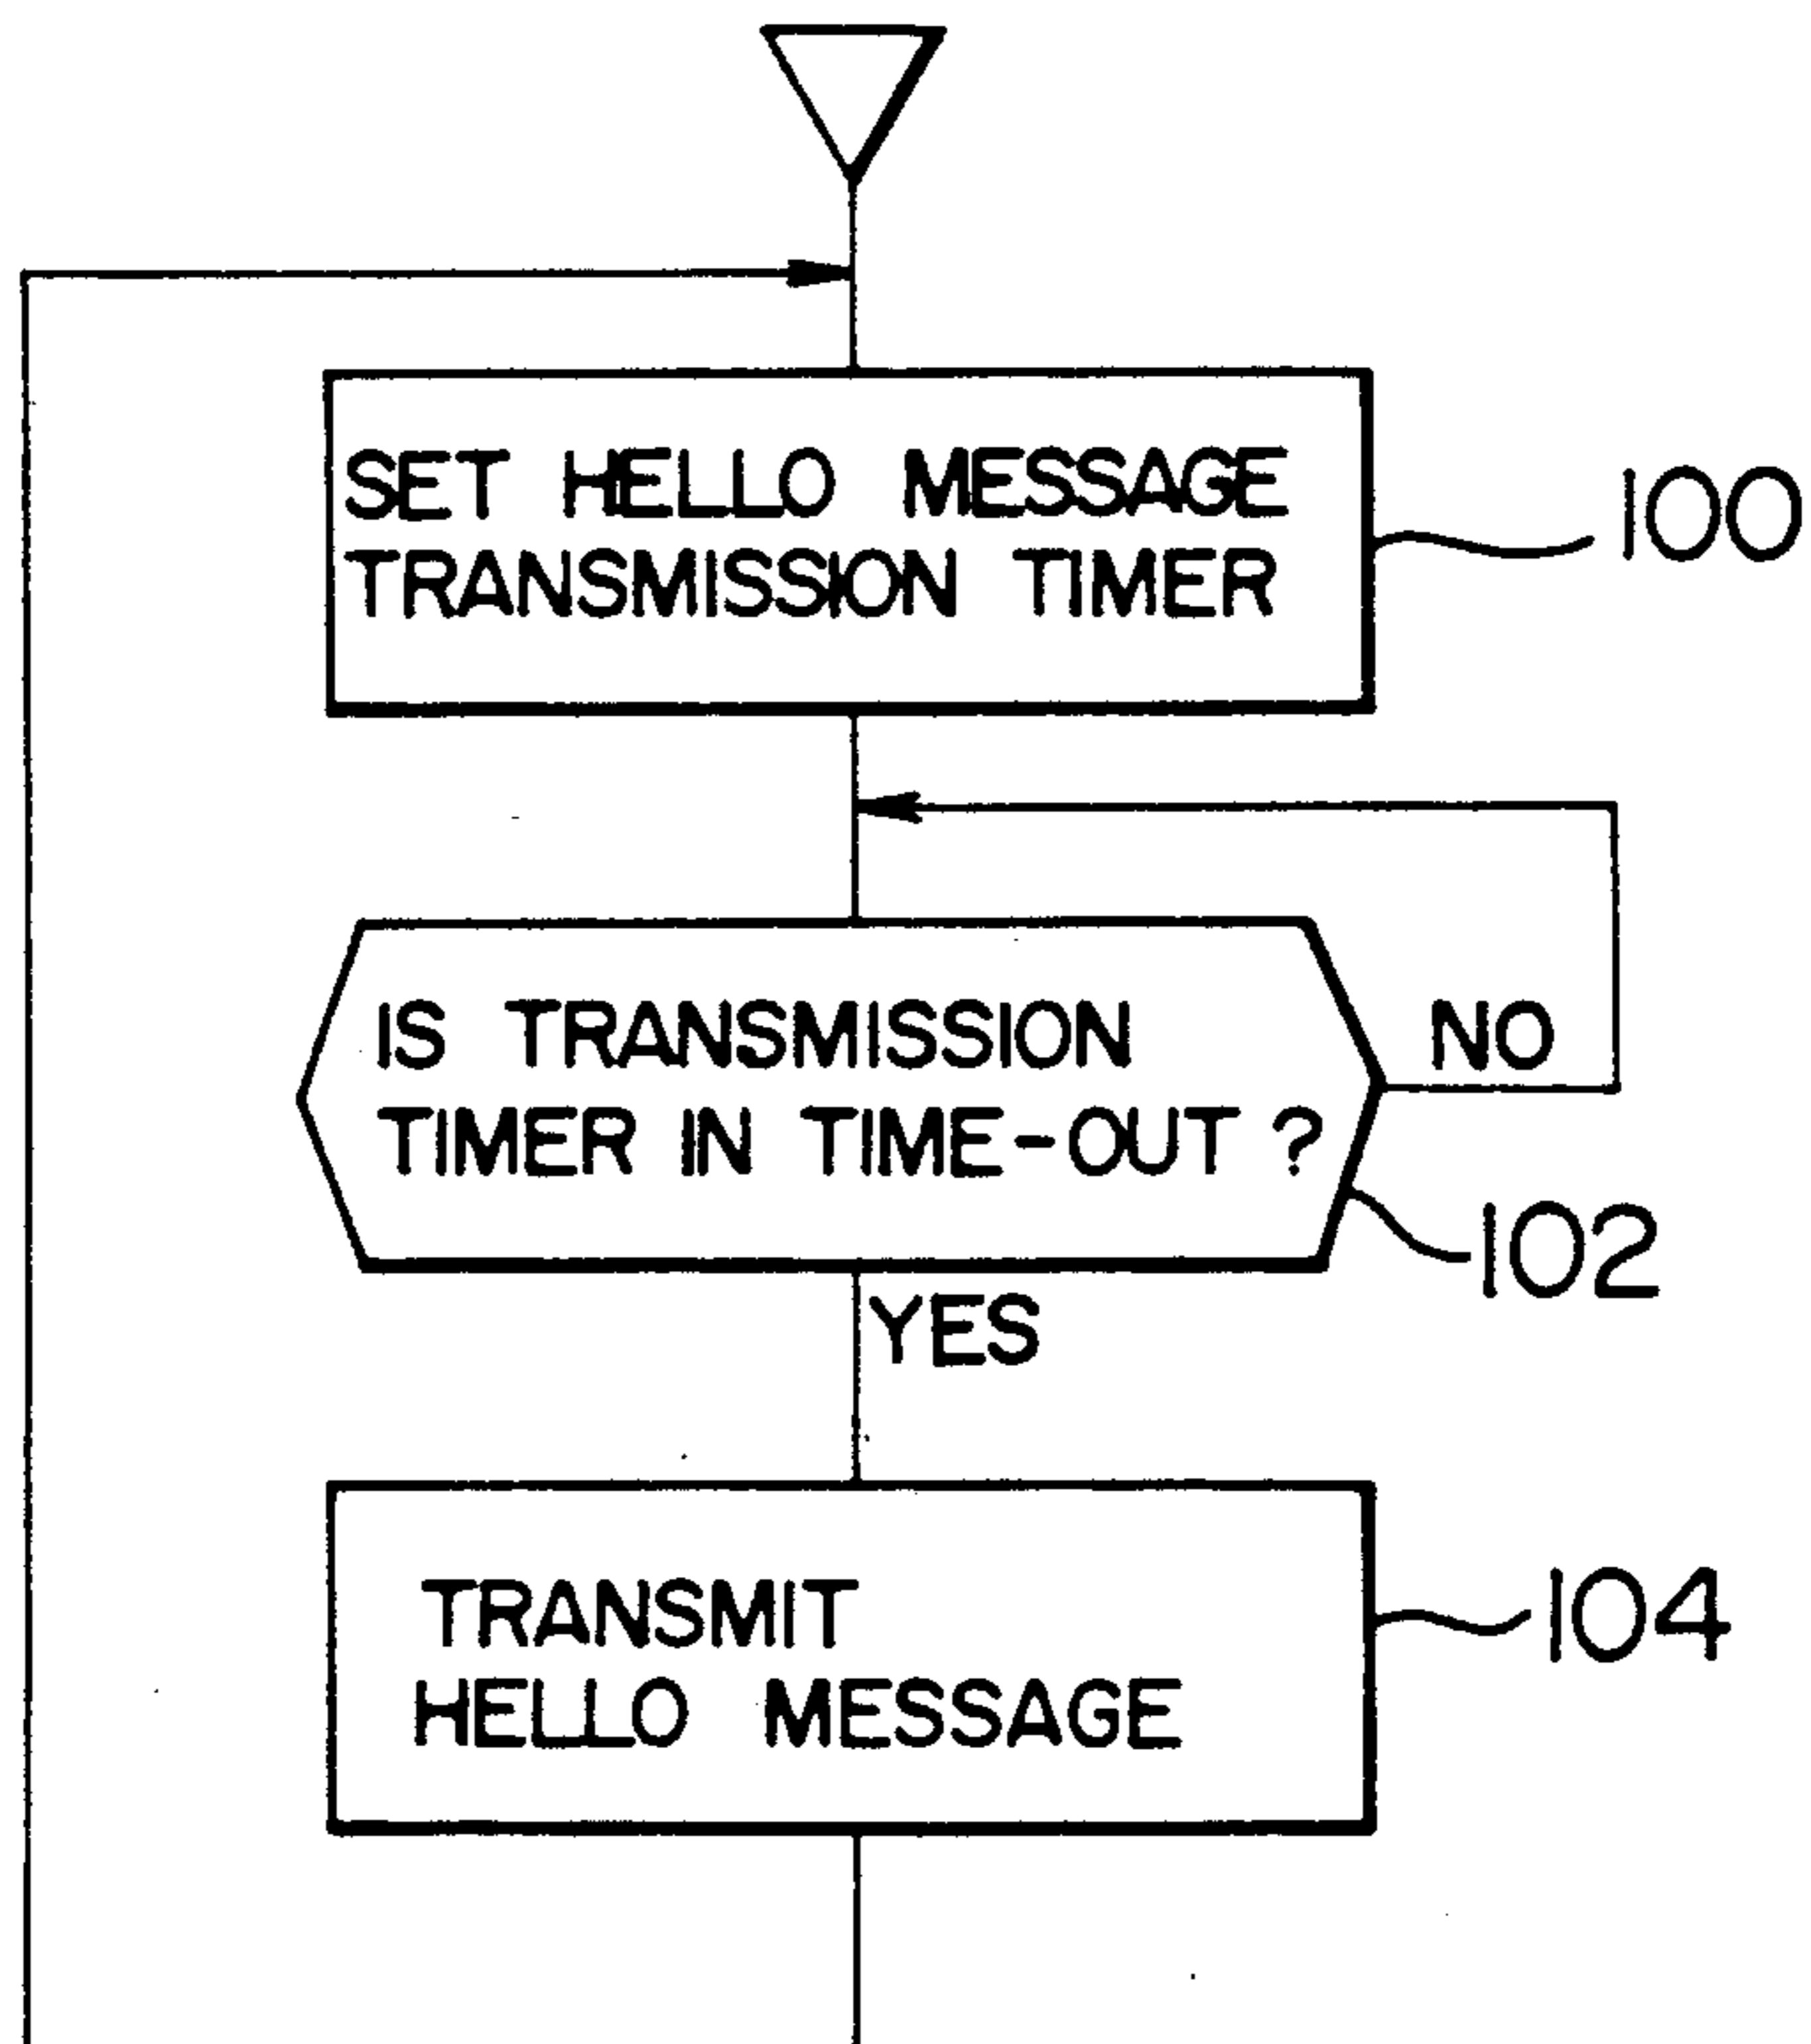 SET HELLO MESSAGE
TRANSMISSION TIMER
100
IS TRANSMISSION
TIMER IN TIME-OUT ?
NO
102
YES
TRANSMIT
HELLO MESSAGE
104